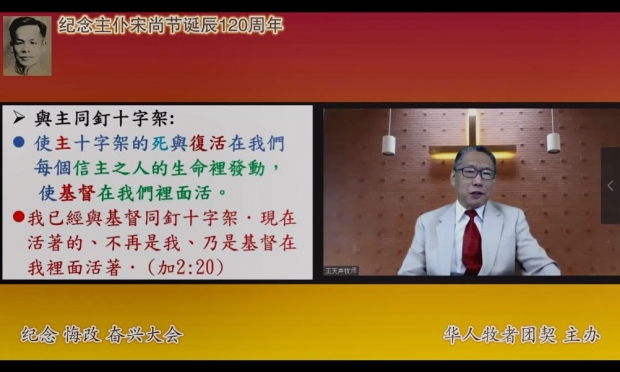 纪念主仆宋尚节诞辰120周年
➢ 與主同釘十字架:
● 使主十字架的死與復活在我們
每個信主之人的生命裡發動，
使基督在我們裡面活。
●我已經與基督同釘十字架．現在
活著的、不再是我、乃是基督在
我裡面活著．(加2:20)
王天声牧师
纪念 悔改 奋兴大会
华人牧者团契 主办